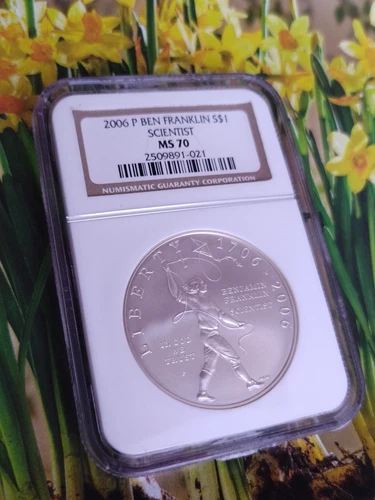 2006 P BEN FRANKLIN S$1
SCIENTIST
MS 70
2509891-021
NUMISMATIC GUARANTY CORPORATION
LIBERTY 1706-2006
BENJAMIN
FRANKLIN
SCIENTIST
IN GOD
WE
TRUST
P